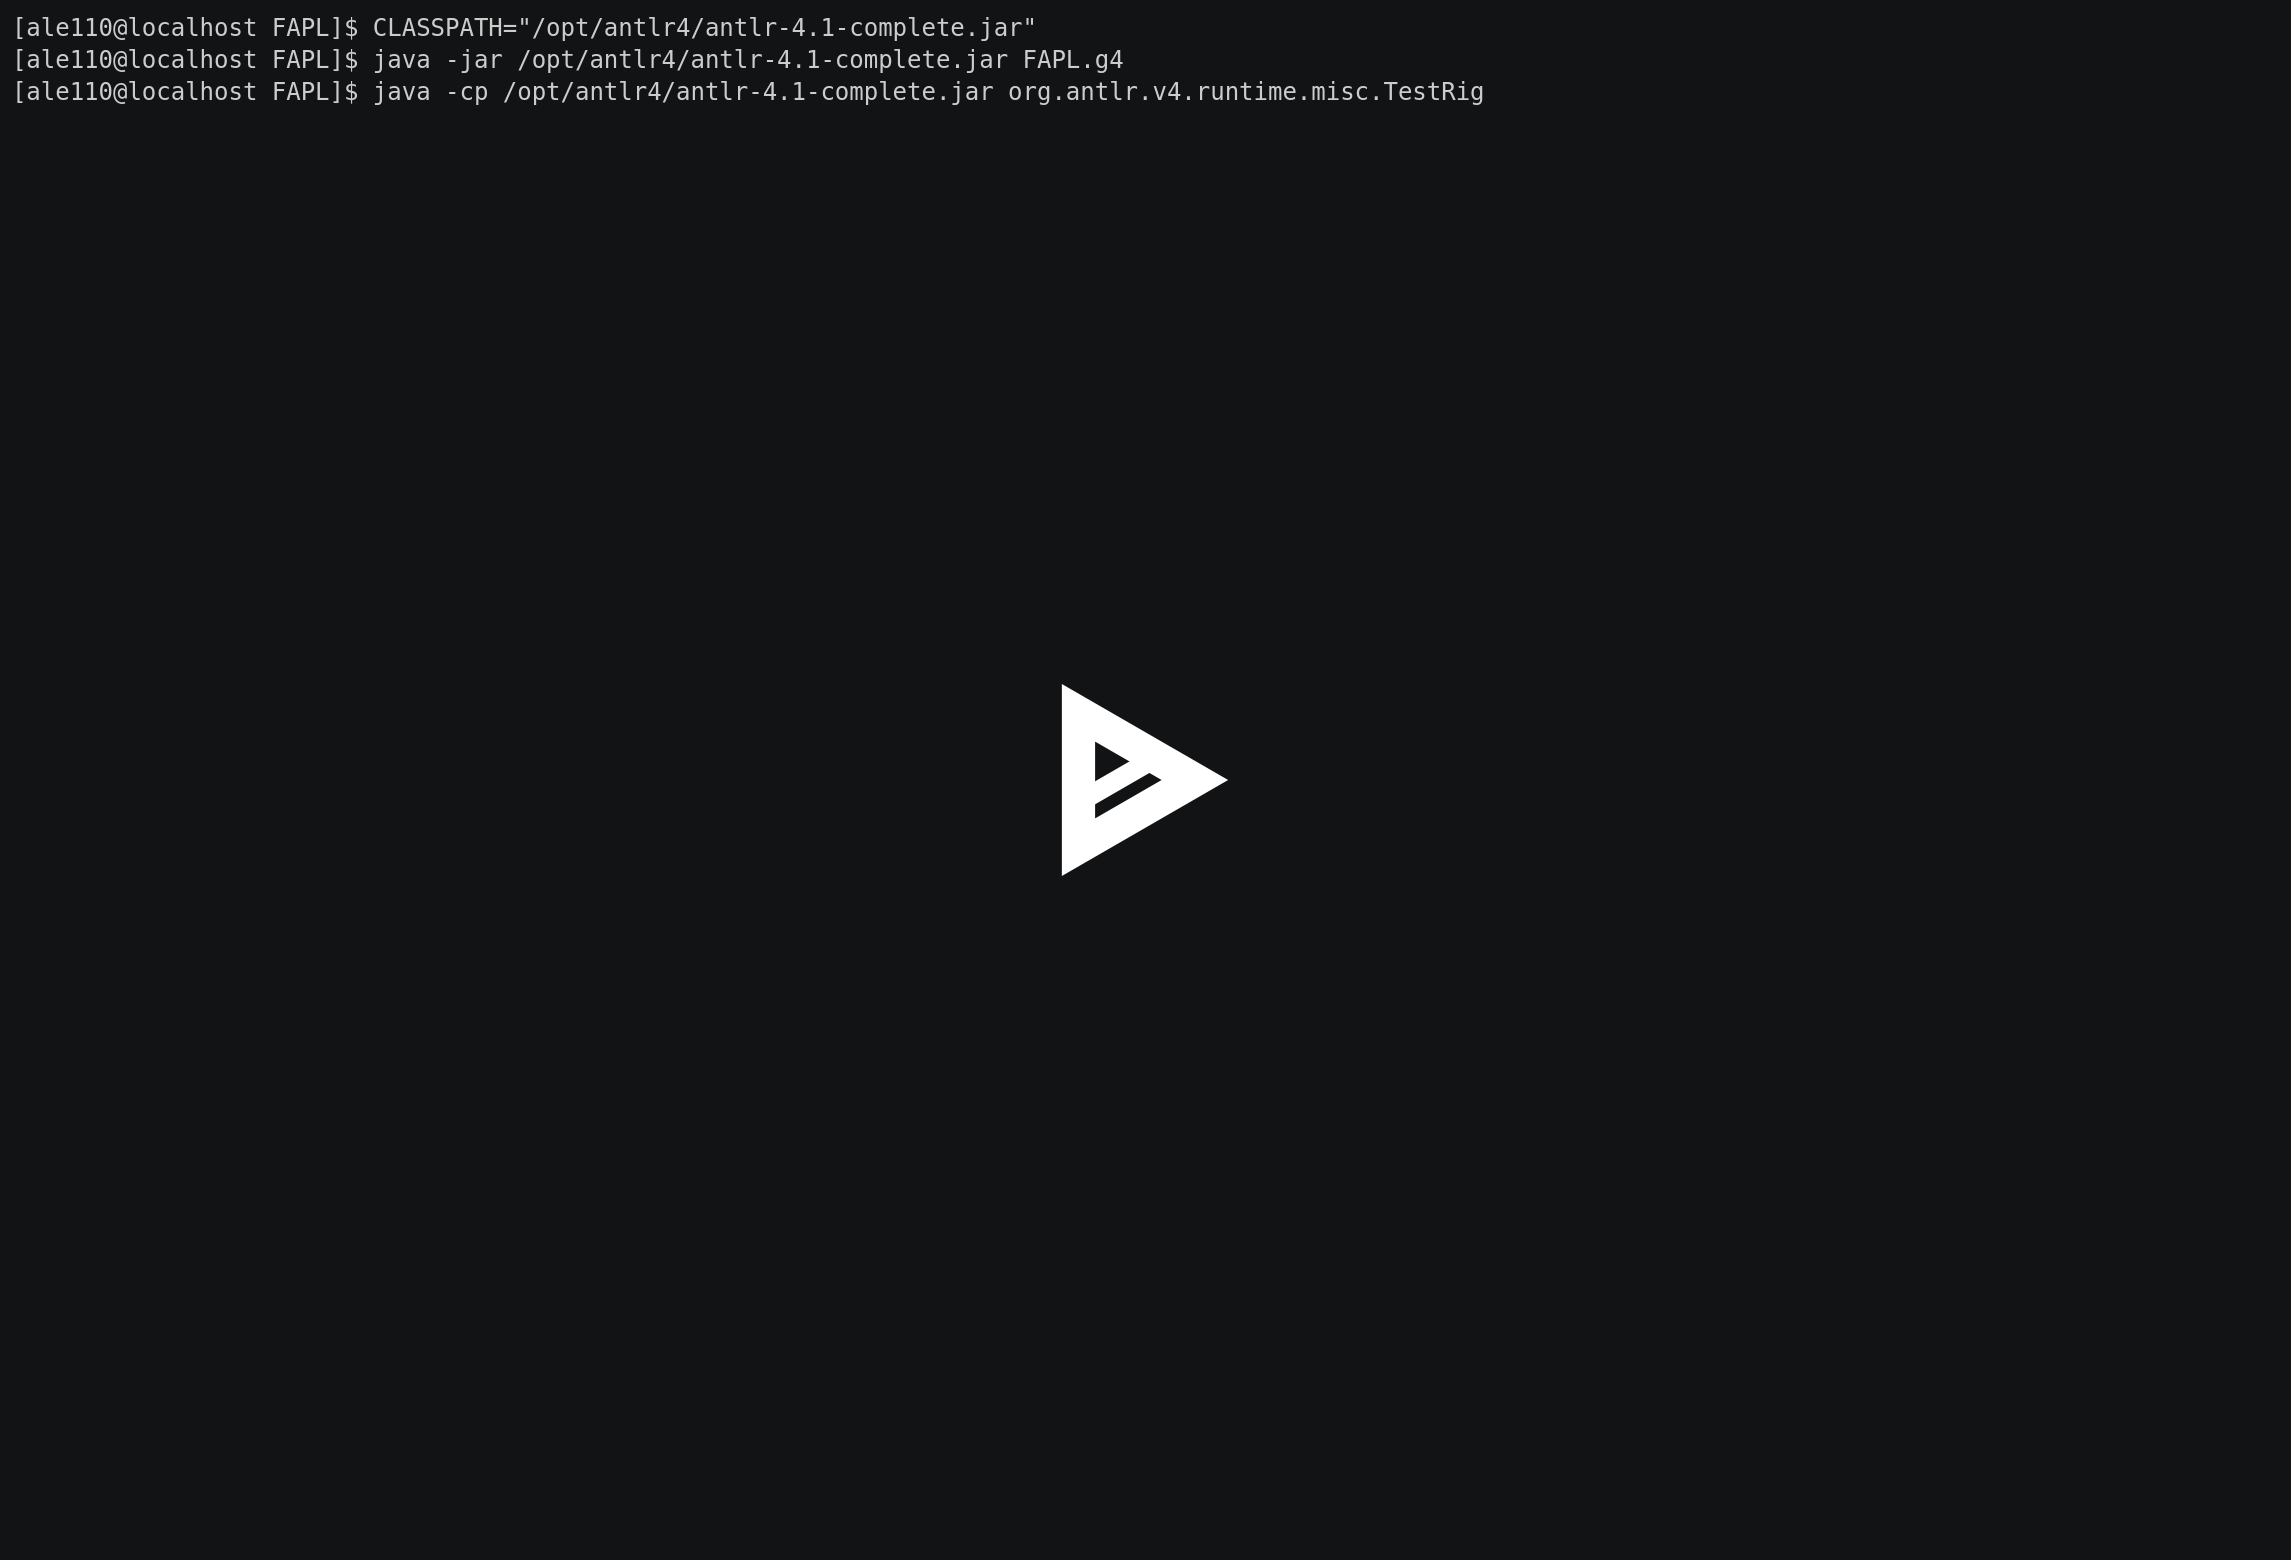 [ale110@localhost FAPL]$ CLASSPATH="/opt/antlr4/antlr-4.1-complete.jar"
[ale110@localhost FAPL]$ java -jar /opt/antlr4/antlr-4.1-complete.jar FAPL.g4
[ale110@localhost FAPL]$ java -cp /opt/antlr4/antlr-4.1-complete.jar org.antlr.v4.runtime.misc.TestRig